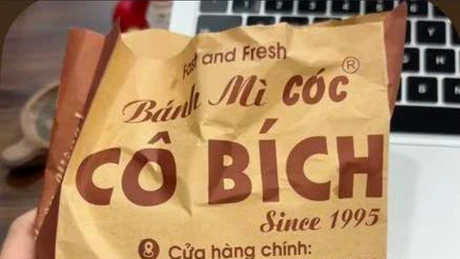 Fast and Fresh
Bánh Mì CÓC ®
CÔ BÍCH
Since 1995
Cửa hàng chính: